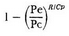 1 - (Pe/Pc)^{R/Cp}